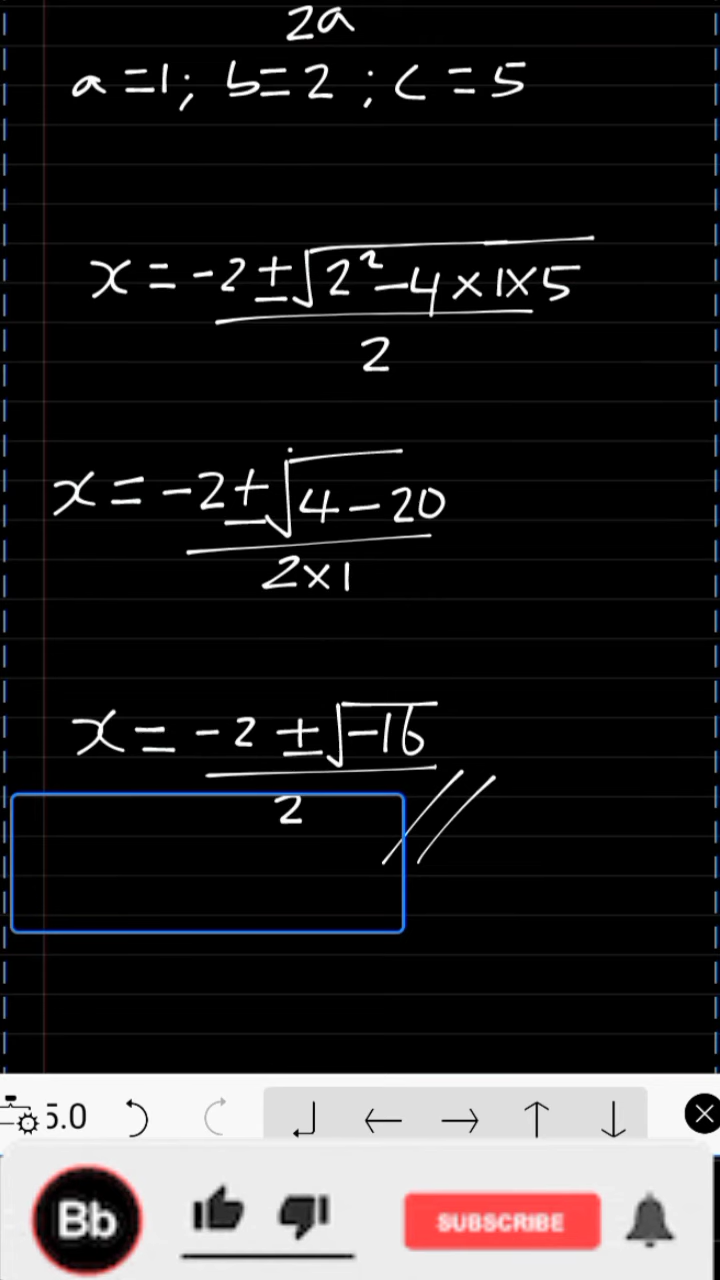 2a
a = 1; b = 2 ; c = 5
x = -2 ± √2² - 4 × 1 × 5
2
x = -2 ± √4 - 20
2 × 1
x = -2 ± √-16
2
5.0
Bb SUBSCRIBE